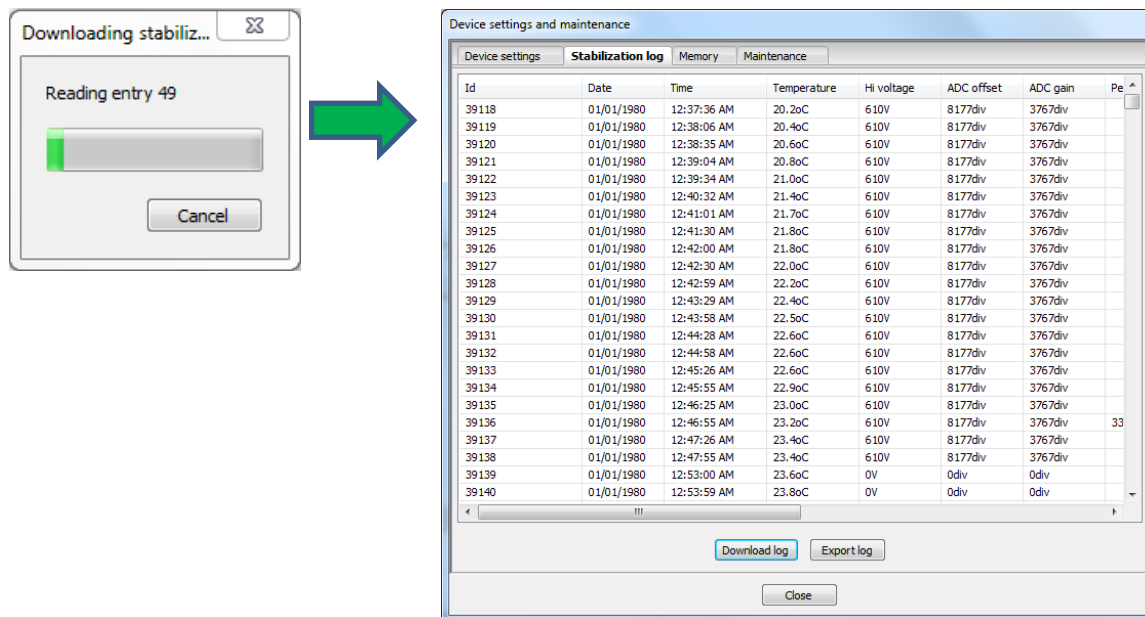 Downloading stabiliz...
Reading entry 49
Cancel
Device settings and maintenance
Device settings Stabilization log Memory Maintenance
Id Date Time Temperature Hi voltage ADC offset ADC gain Pe
39118 01/01/1980 12:37:36 AM 20.2oC 610V 8177div 3767div
39119 01/01/1980 12:38:06 AM 20.4oC 610V 8177div 3767div
39120 01/01/1980 12:38:35 AM 20.6oC 610V 8177div 3767div
39121 01/01/1980 12:39:04 AM 20.8oC 610V 8177div 3767div
39122 01/01/1980 12:39:34 AM 21.0oC 610V 8177div 3767div
39123 01/01/1980 12:40:32 AM 21.4oC 610V 8177div 3767div
39124 01/01/1980 12:41:01 AM 21.7oC 610V 8177div 3767div
39125 01/01/1980 12:41:30 AM 21.8oC 610V 8177div 3767div
39126 01/01/1980 12:42:00 AM 21.8oC 610V 8177div 3767div
39127 01/01/1980 12:42:30 AM 22.0oC 610V 8177div 3767div
39128 01/01/1980 12:42:59 AM 22.2oC 610V 8177div 3767div
39129 01/01/1980 12:43:29 AM 22.4oC 610V 8177div 3767div
39130 01/01/1980 12:43:58 AM 22.5oC 610V 8177div 3767div
39131 01/01/1980 12:44:28 AM 22.6oC 610V 8177div 3767div
39132 01/01/1980 12:44:58 AM 22.6oC 610V 8177div 3767div
39133 01/01/1980 12:45:26 AM 22.6oC 610V 8177div 3767div
39134 01/01/1980 12:45:55 AM 22.9oC 610V 8177div 3767div
39135 01/01/1980 12:46:25 AM 23.0oC 610V 8177div 3767div
39136 01/01/1980 12:46:55 AM 23.2oC 610V 8177div 3767div 33
39137 01/01/1980 12:47:26 AM 23.4oC 610V 8177div 3767div
39138 01/01/1980 12:47:55 AM 23.4oC 610V 8177div 3767div
39139 01/01/1980 12:53:00 AM 23.6oC 0V 0div 0div
39140 01/01/1980 12:53:59 AM 23.8oC 0V 0div 0div
Download log Export log
Close